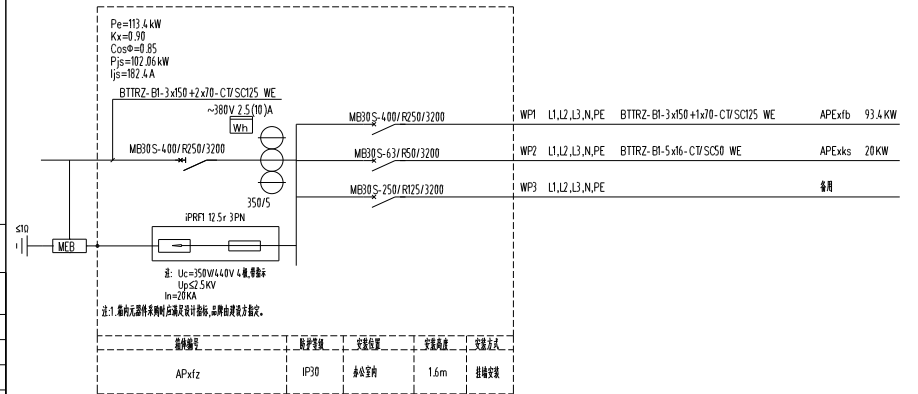 Pe=113.4kW
Kx=0.90
CosΦ=0.85
Pjs=102.06kW
Ijs=182.4A
BTTRZ-B1-3x150+2x70-CT/SC125 WE
~380V 2.5(10)A
Wh
MB30S-400/R250/3200
350/5
MB30S-400/R250/3200 WP1 L1,L2,L3,N,PE BTTRZ-B1-3x150+1x70-CT/SC125 WE APExfb 93.4KW
MB30S-63/R50/3200 WP2 L1,L2,L3,N,PE BTTRZ-B1-5x16-CT/SC50 WE APExks 20KW
MB30S-250/R125/3200 WP3 L1,L2,L3,N,PE 备用
≤1Ω
MEB
iPRF1 12.5r 3PN
注: Uc=350V/440V 4极,带指示
Up≤2.5KV
In=20KA
注:1.箱内元器件采购时应满足设计指标,品牌由建设方指定。
箱体编号 防护等级 安装位置 安装高度 安装方式
APxfz IP30 办公室内 1.6m 挂墙安装